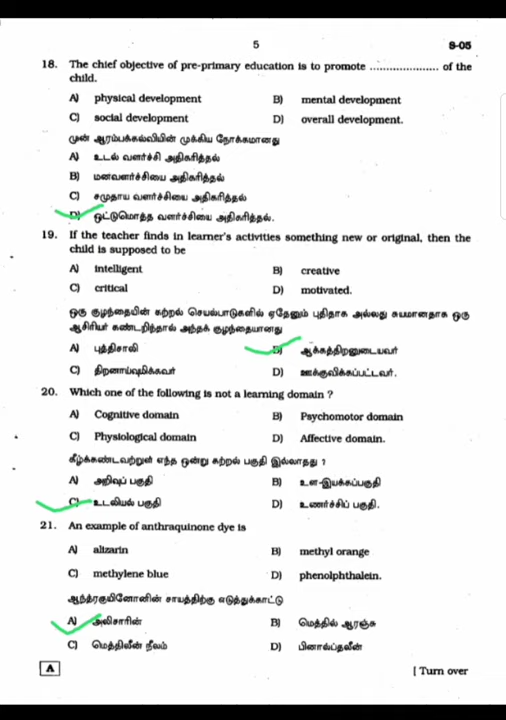 5
S-05
18. The chief objective of pre-primary education is to promote ...................... of the
child.
A) physical development B) mental development
C) social development D) overall development.
முன் ஆரம்பக்கல்வியின் முக்கிய நோக்கமானது
A) உடல் வளர்ச்சி அதிகரித்தல்
B) மனவளர்ச்சியை அதிகரித்தல்
C) சமுதாய வளர்ச்சியை அதிகரித்தல்
D) ஒட்டுமொத்த வளர்ச்சியை அதிகரித்தல்.
19. If the teacher finds in learner's activities something new or original, then the
child is supposed to be
A) intelligent B) creative
C) critical D) motivated.
ஒரு குழந்தையின் கற்றல் செயல்பாடுகளில் ஏதேனும் புதிதாக அல்லது சுயமானதாக ஒரு
ஆசிரியர் கண்டறிந்தால் அந்தக் குழந்தையானது
A) புத்திசாலி B) ஆக்கத்திறனுடையவர்
C) திறனாய்வுமிக்கவர் D) ஊக்குவிக்கப்பட்டவர்.
20. Which one of the following is not a learning domain ?
A) Cognitive domain B) Psychomotor domain
C) Physiological domain D) Affective domain.
கீழ்க்கண்டவற்றுள் எந்த ஒன்று கற்றல் பகுதி இல்லாதது ?
A) அறிவுப் பகுதி B) உள-இயக்கப்பகுதி
C) உடலியல் பகுதி D) உணர்ச்சிப் பகுதி.
21. An example of anthraquinone dye is
A) alizarin B) methyl orange
C) methylene blue D) phenolphthalein.
ஆந்த்ரகுயினோனின் சாயத்திற்கு எடுத்துக்காட்டு
A) அலிசாரின் B) மெத்தில் ஆரஞ்சு
C) மெத்திலீன் நீலம் D) பினால்ப்தலீன்
A
[ Turn over